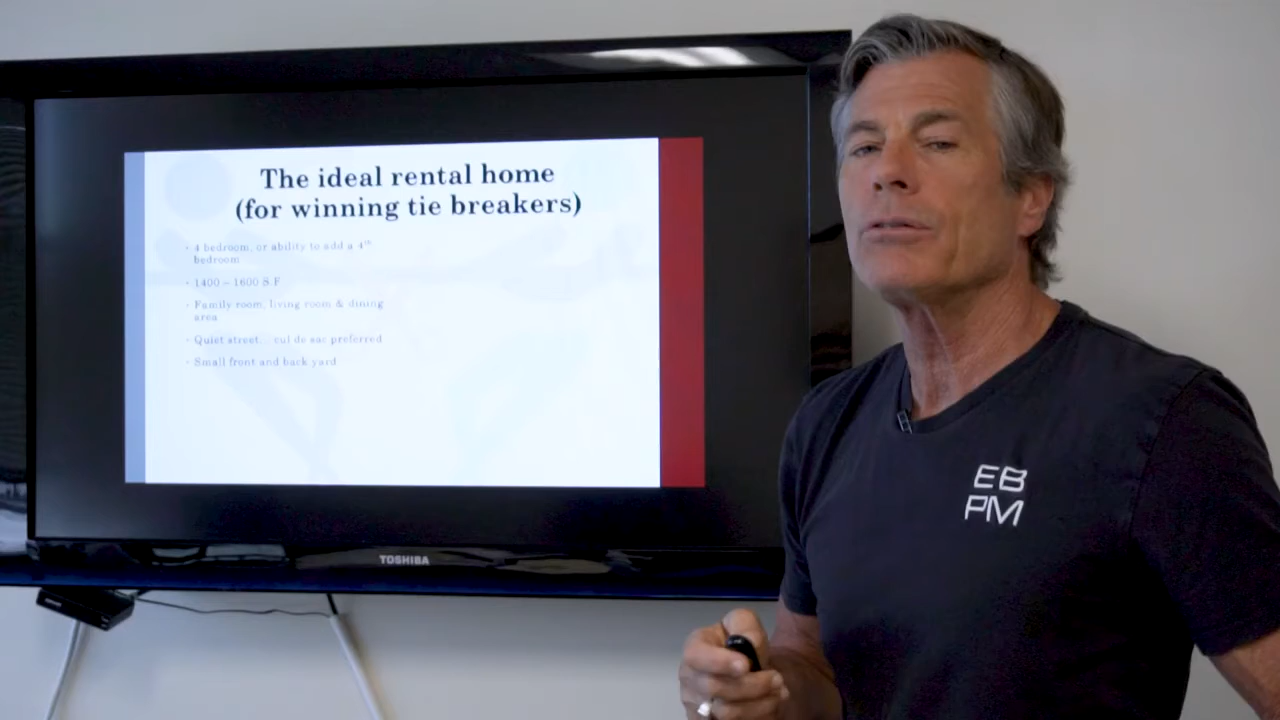 The ideal rental home
(for winning tie breakers)
• 4 bedroom, or ability to add a 4th
bedroom
• 1400 – 1600 S.F
• Family room, living room & dining
area
• Quiet street… cul de sac preferred
• Small front and back yard
TOSHIBA
EB
PM